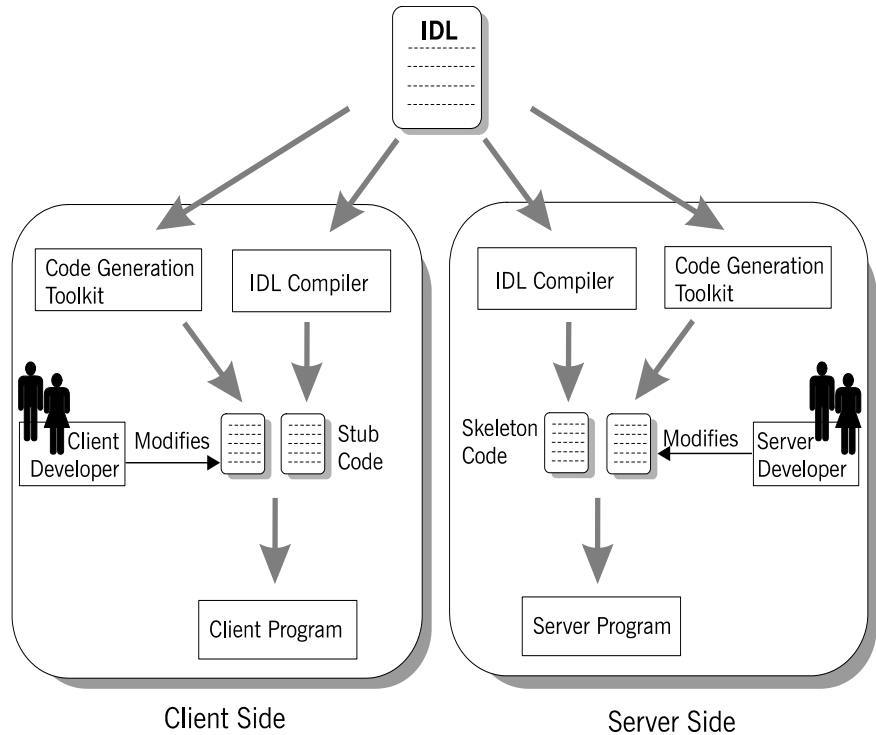 IDL
Code Generation
Toolkit
IDL Compiler
Client
Developer
Modifies
Stub
Code
Client Program
Client Side
IDL Compiler
Code Generation
Toolkit
Skeleton
Code
Modifies
Server
Developer
Server Program
Server Side